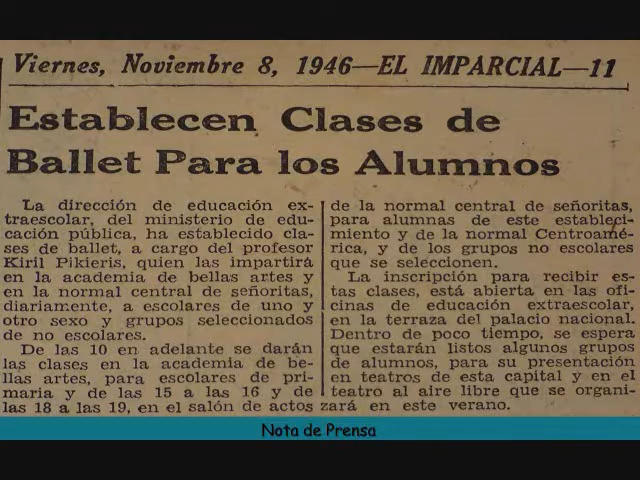 Viernes, Noviembre 8, 1946—EL IMPARCIAL—11
Establecen Clases de
Ballet Para los Alumnos
La dirección de educación ex-
traescolar, del ministerio de edu-
cación pública, ha establecido cla-
ses de ballet, a cargo del profesor
Kiril Pikieris, quien las impartirá
en la academia de bellas artes y
en la normal central de señoritas,
diariamente, a escolares de uno y
otro sexo y grupos seleccionados
de no escolares.
De las 10 en adelante se darán
las clases en la academia de be-
llas artes, para escolares de pri-
maria y de las 15 a las 16 y de
las 18 a las 19, en el salón de actos
de la normal central de señoritas,
para alumnas de este estableci-
miento y de la normal Centroamé-
rica, y de los grupos no escolares
que se seleccionen.
La inscripción para recibir es-
tas clases, está abierta en las ofi-
cinas de educación extraescolar,
en la terraza del palacio nacional.
Dentro de poco tiempo, se espera
que estarán listos algunos grupos
de alumnos, para su presentación
en teatros de esta capital y en el
teatro al aire libre que se organi-
zará en este verano.
Nota de Prensa